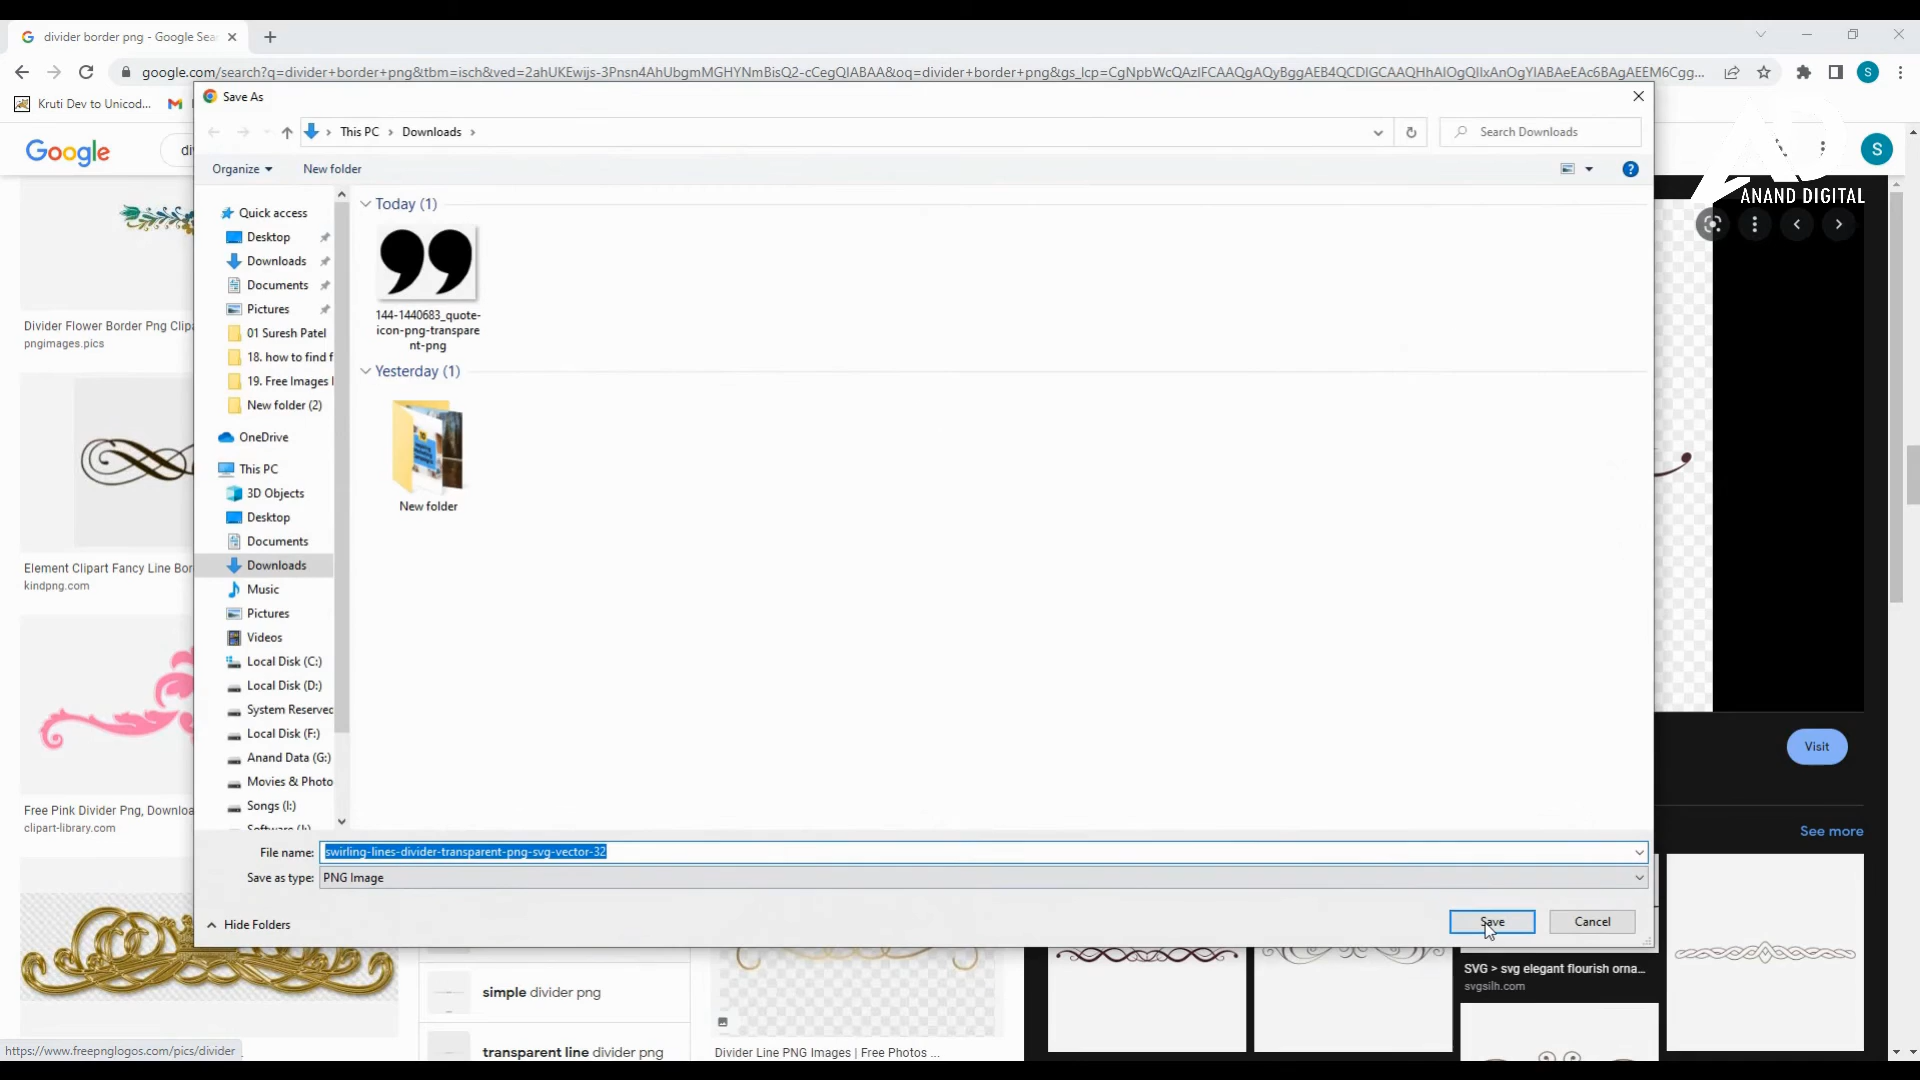 divider border png - Google Sea
google.com/search?q=divider+border+png&tbm=isch&ved=2ahUKEwijs-3Pnsn4AhUbgmMGHYNmBisQ2-cCegQIABAA&oq=divider+border+png&gs_lcp=CgNpbWcQAzIFCAAQgAQyBggAEB4QCDIGCAAQHhAIOgQIIxAnOgYIABAeEAc6BAgAEEM6Cgg...
S
Kruti Dev to Unicod...
Save As
This PC
Downloads
Search Downloads
Google
di
S
Organize
New folder
AD
ANAND DIGITAL
Quick access
Desktop
Downloads
Documents
Pictures
01 Suresh Patel
18. how to find f
19. Free Images
New folder (2)
OneDrive
This PC
3D Objects
Desktop
Documents
Downloads
Music
Pictures
Videos
Local Disk (C:)
Local Disk (D:)
System Reserved
Local Disk (F:)
Anand Data (G:)
Movies & Photo
Songs (I:)
Today (1)
144-1440683_quote-
icon-png-transpare
nt-png
Yesterday (1)
New folder
File name:
swirling-lines-divider-transparent-png-svg-vector-32
Save as type:
PNG Image
Hide Folders
Save
Cancel
Divider Flower Border Png Clip
pngimages.pics
Element Clipart Fancy Line Bor
kindpng.com
Free Pink Divider Png, Downloa
clipart-library.com
Visit
See more
simple divider png
transparent line divider png
Divider Line PNG Images | Free Photos ...
SVG > svg elegant flourish orna...
svgsilh.com
https://www.freepnglogos.com/pics/divider